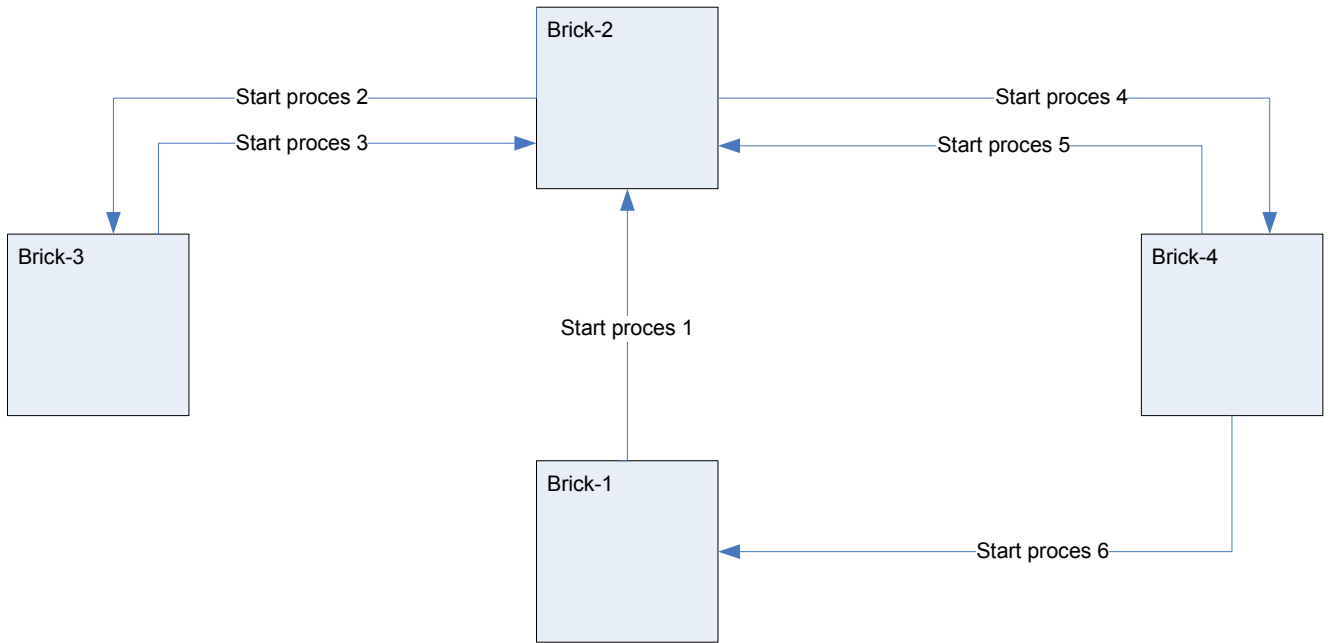 Brick-2
Start proces 2
Start proces 4
Start proces 3
Start proces 5
Brick-3
Brick-4
Start proces 1
Brick-1
Start proces 6